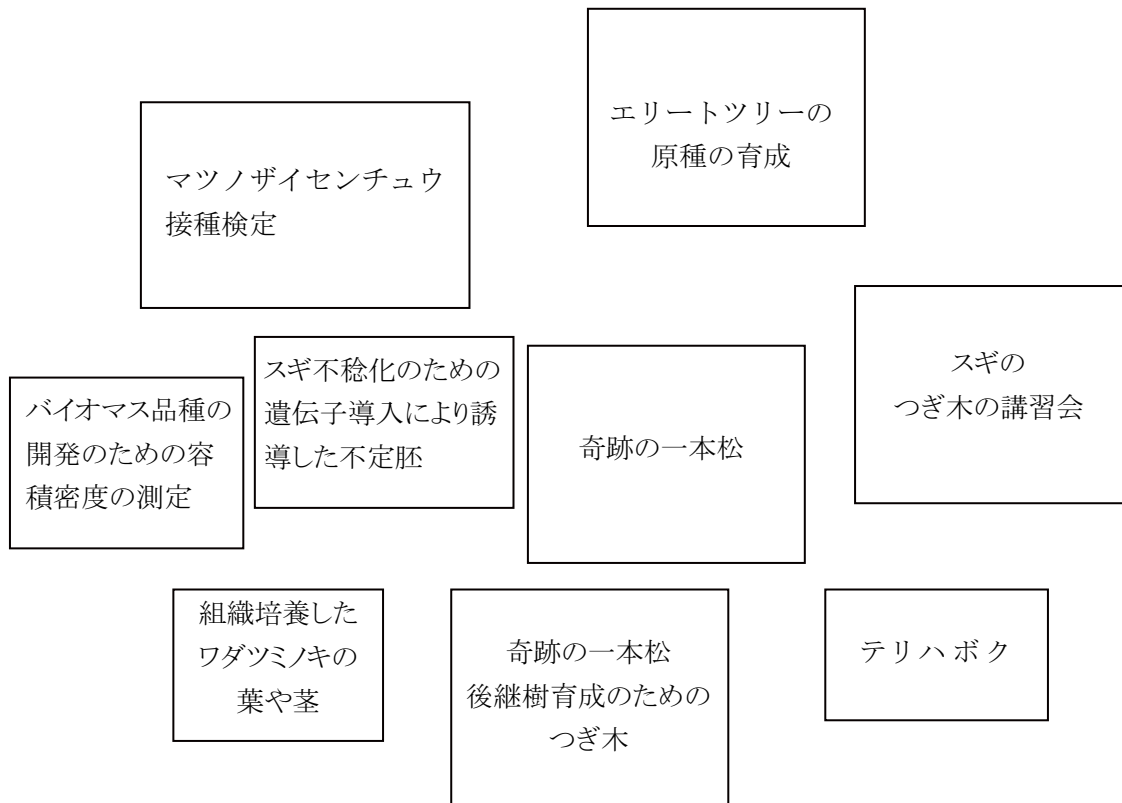 エリートツリーの
原種の育成
マツノザイセンチュウ
接種検定
スギの
つぎ木の講習会
スギ不稔化のための
遺伝子導入により誘
導した不定胚
奇跡の一本松
バイオマス品種の
開発のための容
積密度の測定
組織培養した
ワダツミノキの
葉や茎
奇跡の一本松
後継樹育成のための
つぎ木
テリハボク